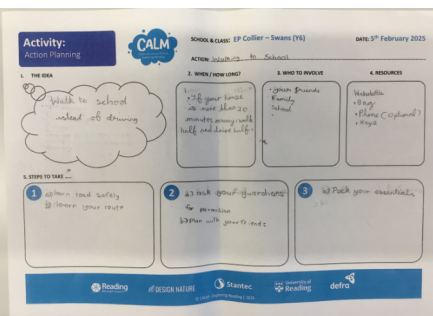 Activity:
Action Planning
CALM
SCHOOL & CLASS: EP Collier – Swans (Y6)
DATE: 5th February 2025
ACTION: Walking to School
1. THE IDEA
Walk to school
instead of driving
2. WHEN / HOW LONG?
• If your house
is more than 20
minutes away walk
half and drive half.
3. WHO TO INVOLVE
• Your friends
Family
School
4. RESOURCES
• Bag
• Phone (optional)
• Keys
5. STEPS TO TAKE
1
a) learn road safety
b) learn your route
2
a) ask your guardians
for permission
b) plan with your friends
3
a) Pack your essentials
Reading
DESIGN NATURE
Stantec
University of
Reading
defra